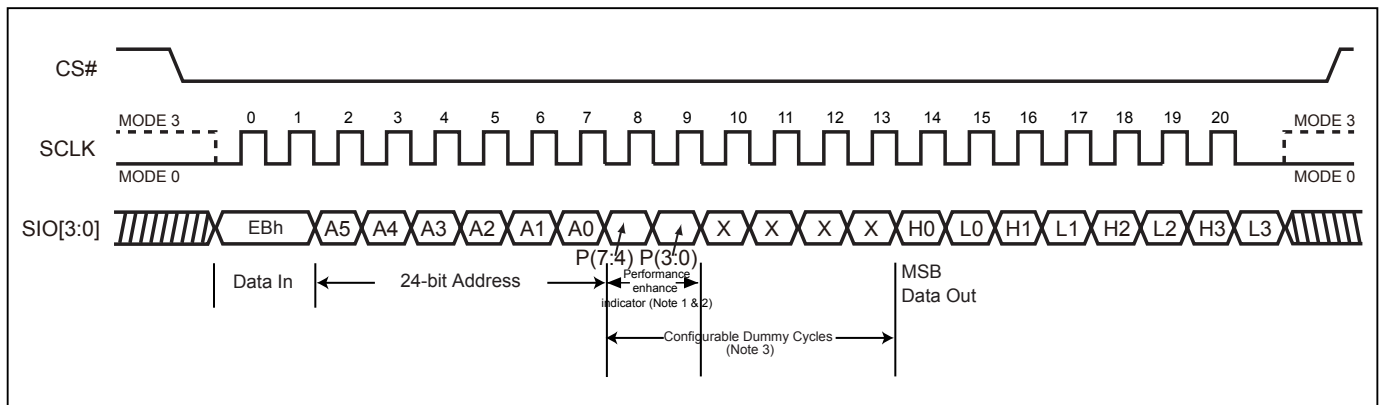 CS#
MODE 3
0 1 2 3 4 5 6 7 8 9 10 11 12 13 14 15 16 17 18 19 20
MODE 3
SCLK
MODE 0
MODE 0
SIO[3:0]
EBh A5 A4 A3 A2 A1 A0 X X X X H0 L0 H1 L1 H2 L2 H3 L3
P(7:4) P(3:0)
Data In
24-bit Address
Performance
enhance
indicator (Note 1 & 2)
MSB
Data Out
Configurable Dummy Cycles
(Note 3)